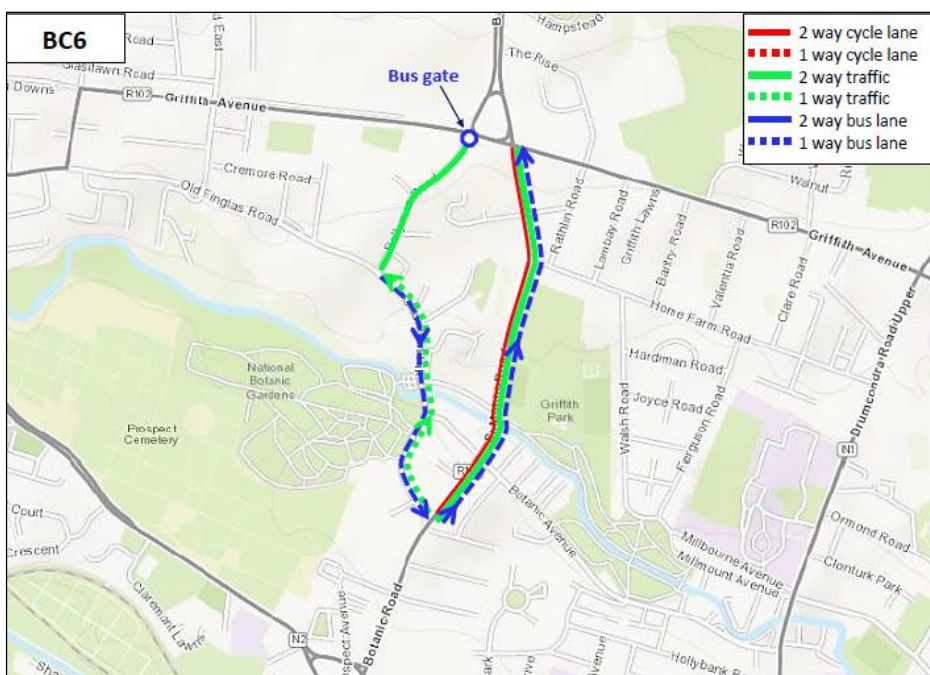 BC6
2 way cycle lane
1 way cycle lane
2 way traffic
1 way traffic
2 way bus lane
1 way bus lane
Bus gate
Road
Glasilawn Road
Downs
R102
Griffith Avenue
The Rise
Cremore Road
Old Finglas Road
Walnut
Rathlin Road
Lambay Road
Griffith Lawns
Bantry Road
Valentia Road
Clare Road
R102
Griffith Avenue
Home Farm Road
Hardiman Road
Joyce Road
Walsh Road
Ferguson Road
Drumcondra Road Upper
N1
National
Botanic
Gardens
Prospect
Cemetery
Griffith
Park
Botanic Avenue
Millbourne Avenue
Millmount Avenue
Ormond Road
Clonturk Park
Court
Crescent
Claremont Lawns
N2
Prospect Avenue
Botanic Road
Park
Avenue
Hollybank Road